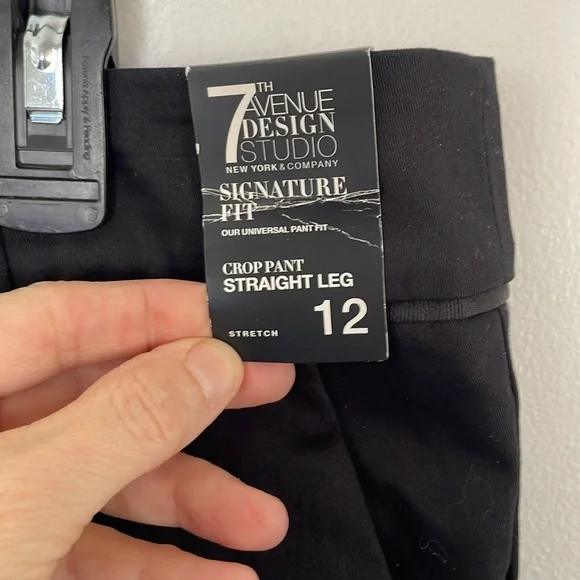 7TH
AVENUE
DESIGN
STUDIO
NEW YORK & COMPANY
SIGNATURE
FIT
OUR UNIVERSAL PANT FIT
CROP PANT
STRAIGHT LEG
STRETCH 12